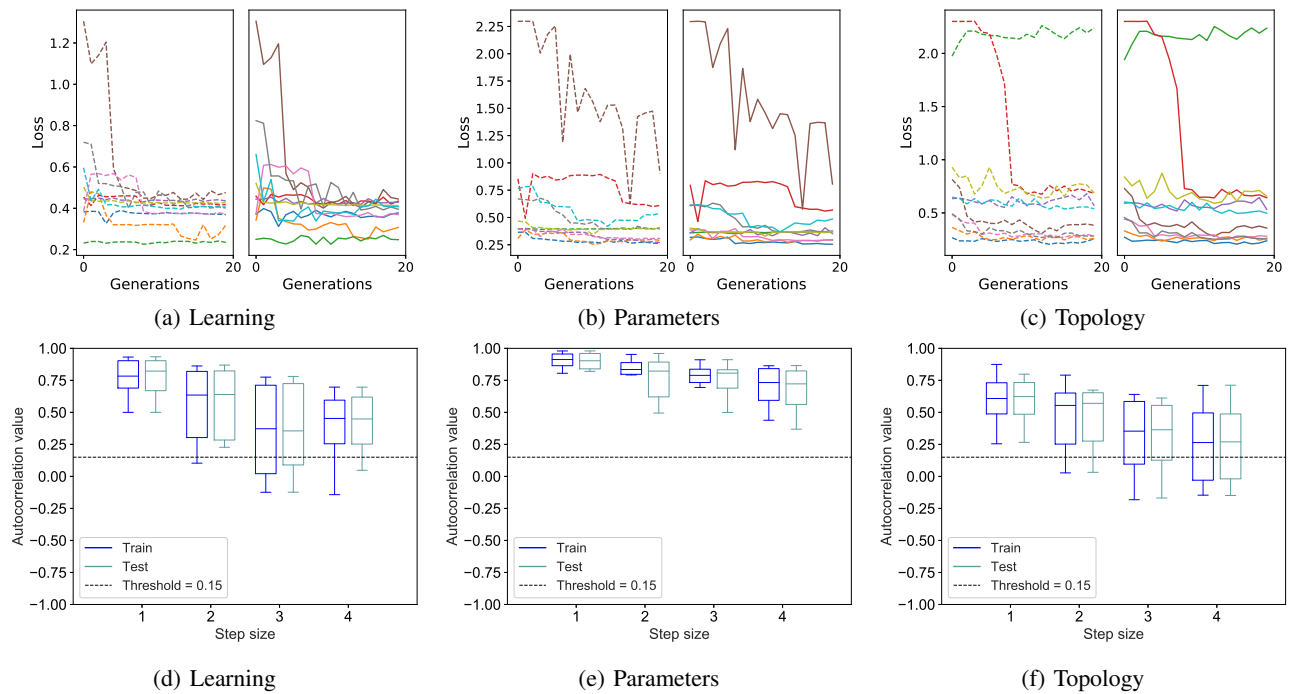 1.2
1.0
0.8
0.6
0.4
0.2
Loss
0
20
0
20
Generations
Generations
(a) Learning
2.25
2.00
1.75
1.50
1.25
1.00
0.75
0.50
0.25
Loss
0
20
0
20
Generations
Generations
(b) Parameters
2.0
1.5
1.0
0.5
Loss
0
20
0
20
Generations
Generations
(c) Topology
1.00
0.75
0.50
0.25
0.00
−0.25
−0.50
−0.75
−1.00
Autocorrelation value
Train
Test
Threshold = 0.15
1 2 3 4
Step size
(d) Learning
1.00
0.75
0.50
0.25
0.00
−0.25
−0.50
−0.75
−1.00
Autocorrelation value
Train
Test
Threshold = 0.15
1 2 3 4
Step size
(e) Parameters
1.00
0.75
0.50
0.25
0.00
−0.25
−0.50
−0.75
−1.00
Autocorrelation value
Train
Test
Threshold = 0.15
1 2 3 4
Step size
(f) Topology